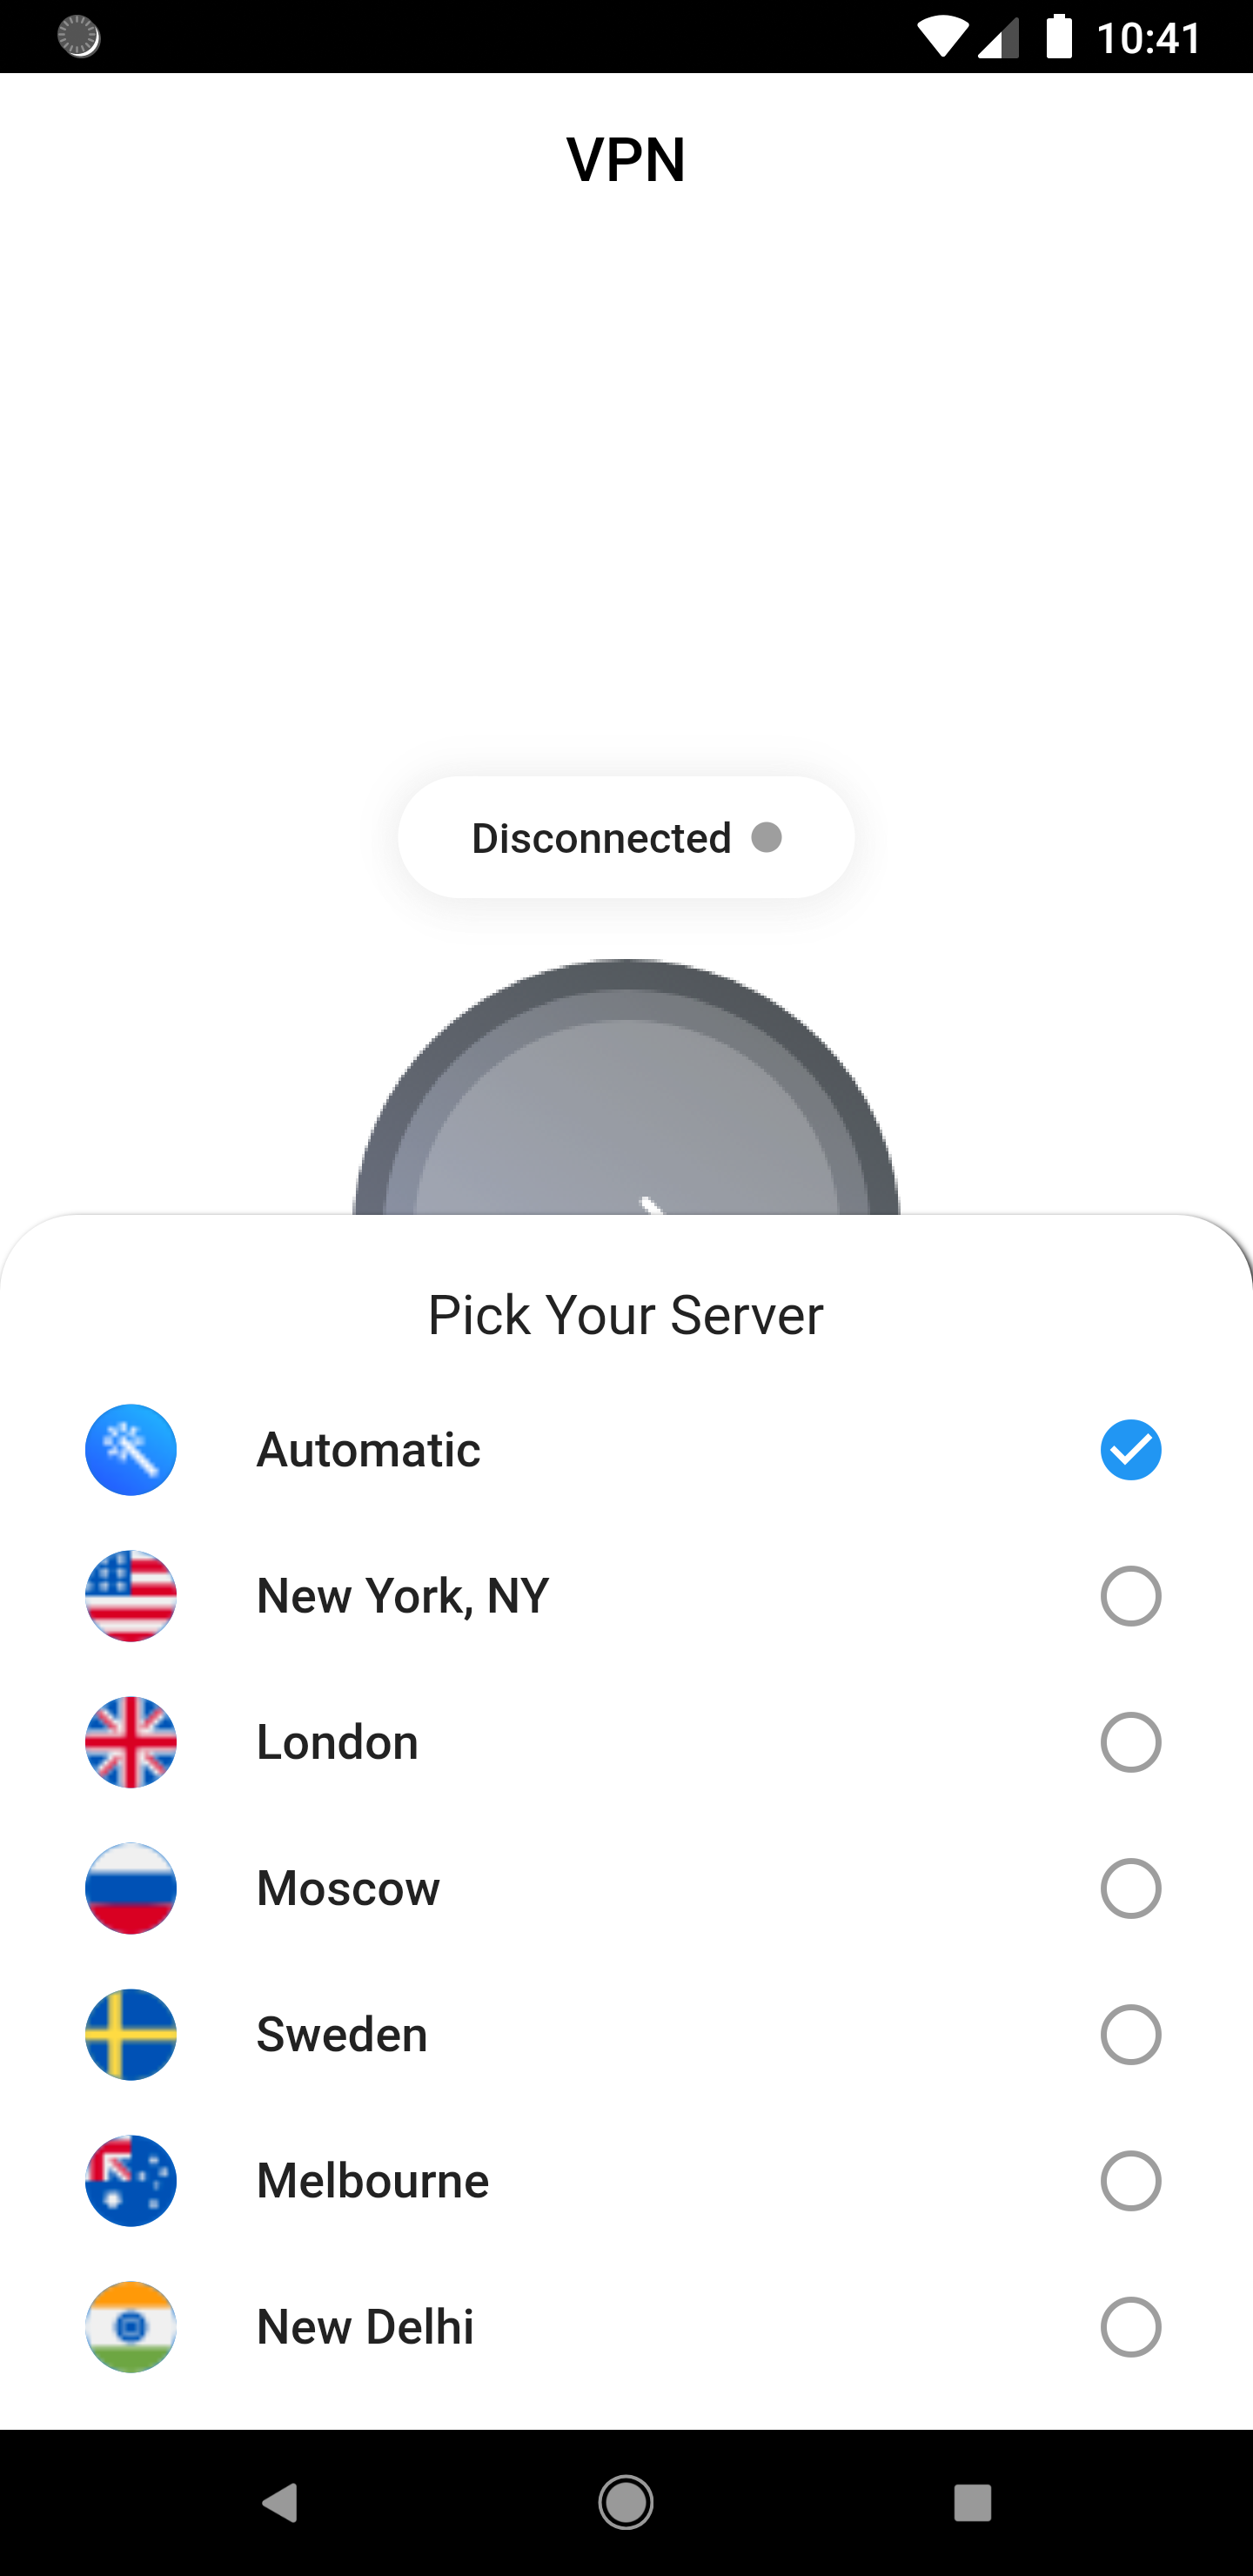 10:41
VPN
Disconnected
Pick Your Server
Automatic
New York, NY
London
Moscow
Sweden
Melbourne
New Delhi